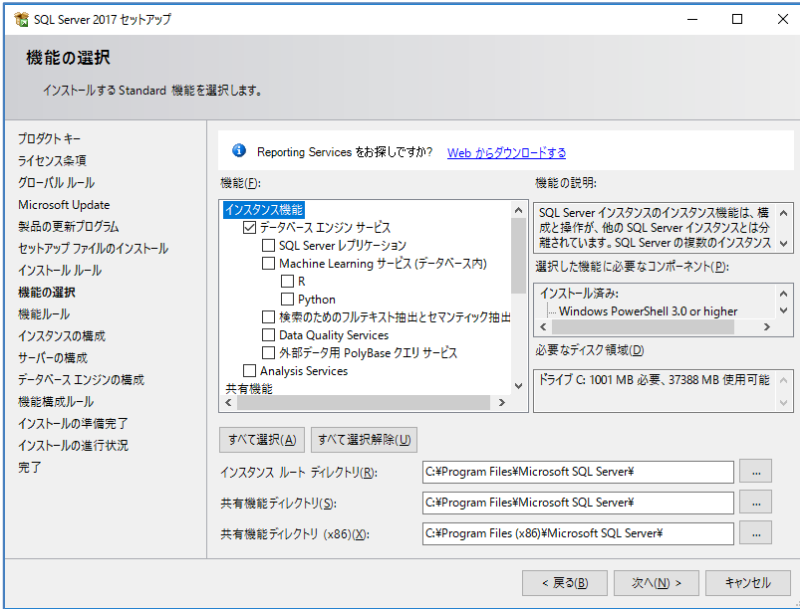 SQL Server 2017 セットアップ
機能の選択
インストールする Standard 機能を選択します。
プロダクト キー
ライセンス条項
グローバル ルール
Microsoft Update
製品の更新プログラム
セットアップ ファイルのインストール
インストール ルール
機能の選択
機能ルール
インスタンスの構成
サーバーの構成
データベース エンジンの構成
機能構成ルール
インストールの準備完了
インストールの進行状況
完了
Reporting Services をお探しですか? Web からダウンロードする
機能(F):
インスタンス機能
データベース エンジン サービス
SQL Server レプリケーション
Machine Learning サービス (データベース内)
R
Python
検索のためのフルテキスト抽出とセマンティック抽出
Data Quality Services
外部データ用 PolyBase クエリ サービス
Analysis Services
共有機能
機能の説明:
SQL Server インスタンスのインスタンス機能は、構
成と操作が、他の SQL Server インスタンスとは分
離されています。SQL Server の複数のインスタンス
選択した機能に必要なコンポーネント(P):
インストール済み:
Windows PowerShell 3.0 or higher
必要なディスク領域(D)
ドライブ C: 1001 MB 必要、37388 MB 使用可能
すべて選択(A) すべて選択解除(U)
インスタンス ルート ディレクトリ(R): C:¥Program Files¥Microsoft SQL Server¥ ...
共有機能ディレクトリ(S): C:¥Program Files¥Microsoft SQL Server¥ ...
共有機能ディレクトリ (x86)(X): C:¥Program Files (x86)¥Microsoft SQL Server¥ ...
< 戻る(B) 次へ(N) > キャンセル